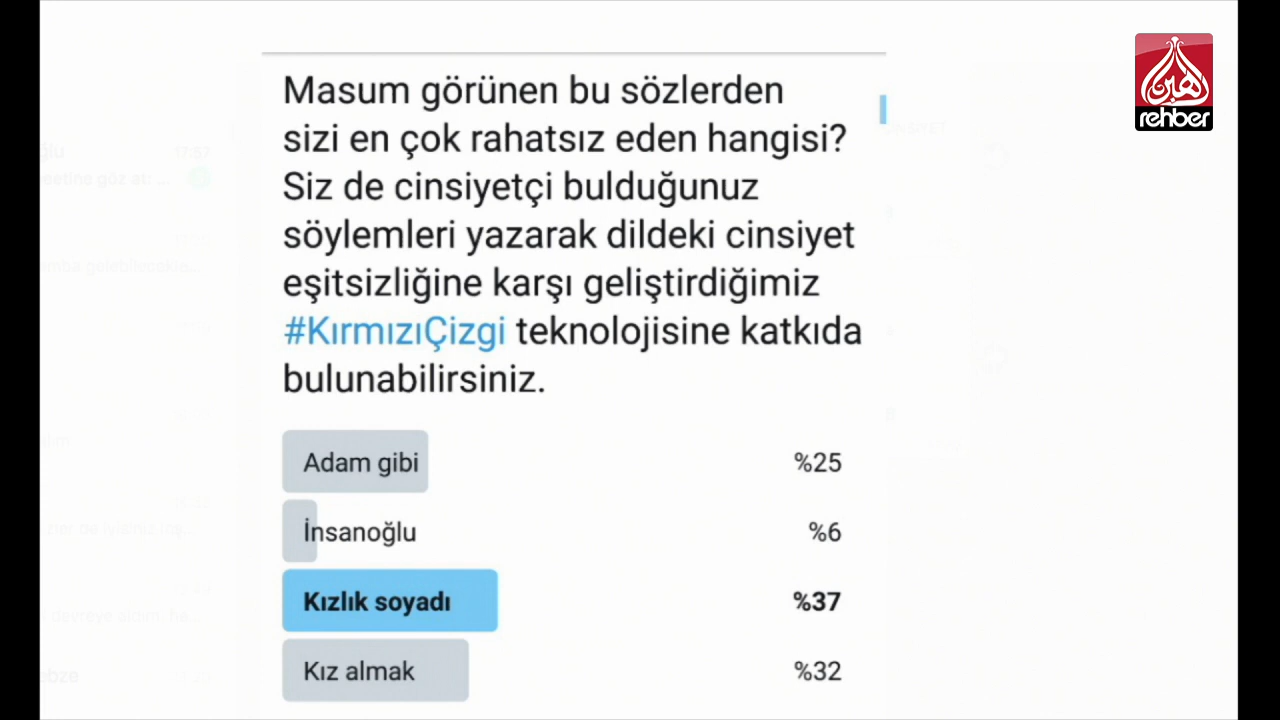 Masum görünen bu sözlerden
sizi en çok rahatsız eden hangisi?
Siz de cinsiyetçi bulduğunuz
söylemleri yazarak dildeki cinsiyet
eşitsizliğine karşı geliştirdiğimiz
#KırmızıÇizgi teknolojisine katkıda
bulunabilirsiniz.
Adam gibi %25
İnsanoğlu %6
Kızlık soyadı %37
Kız almak %32
rehber